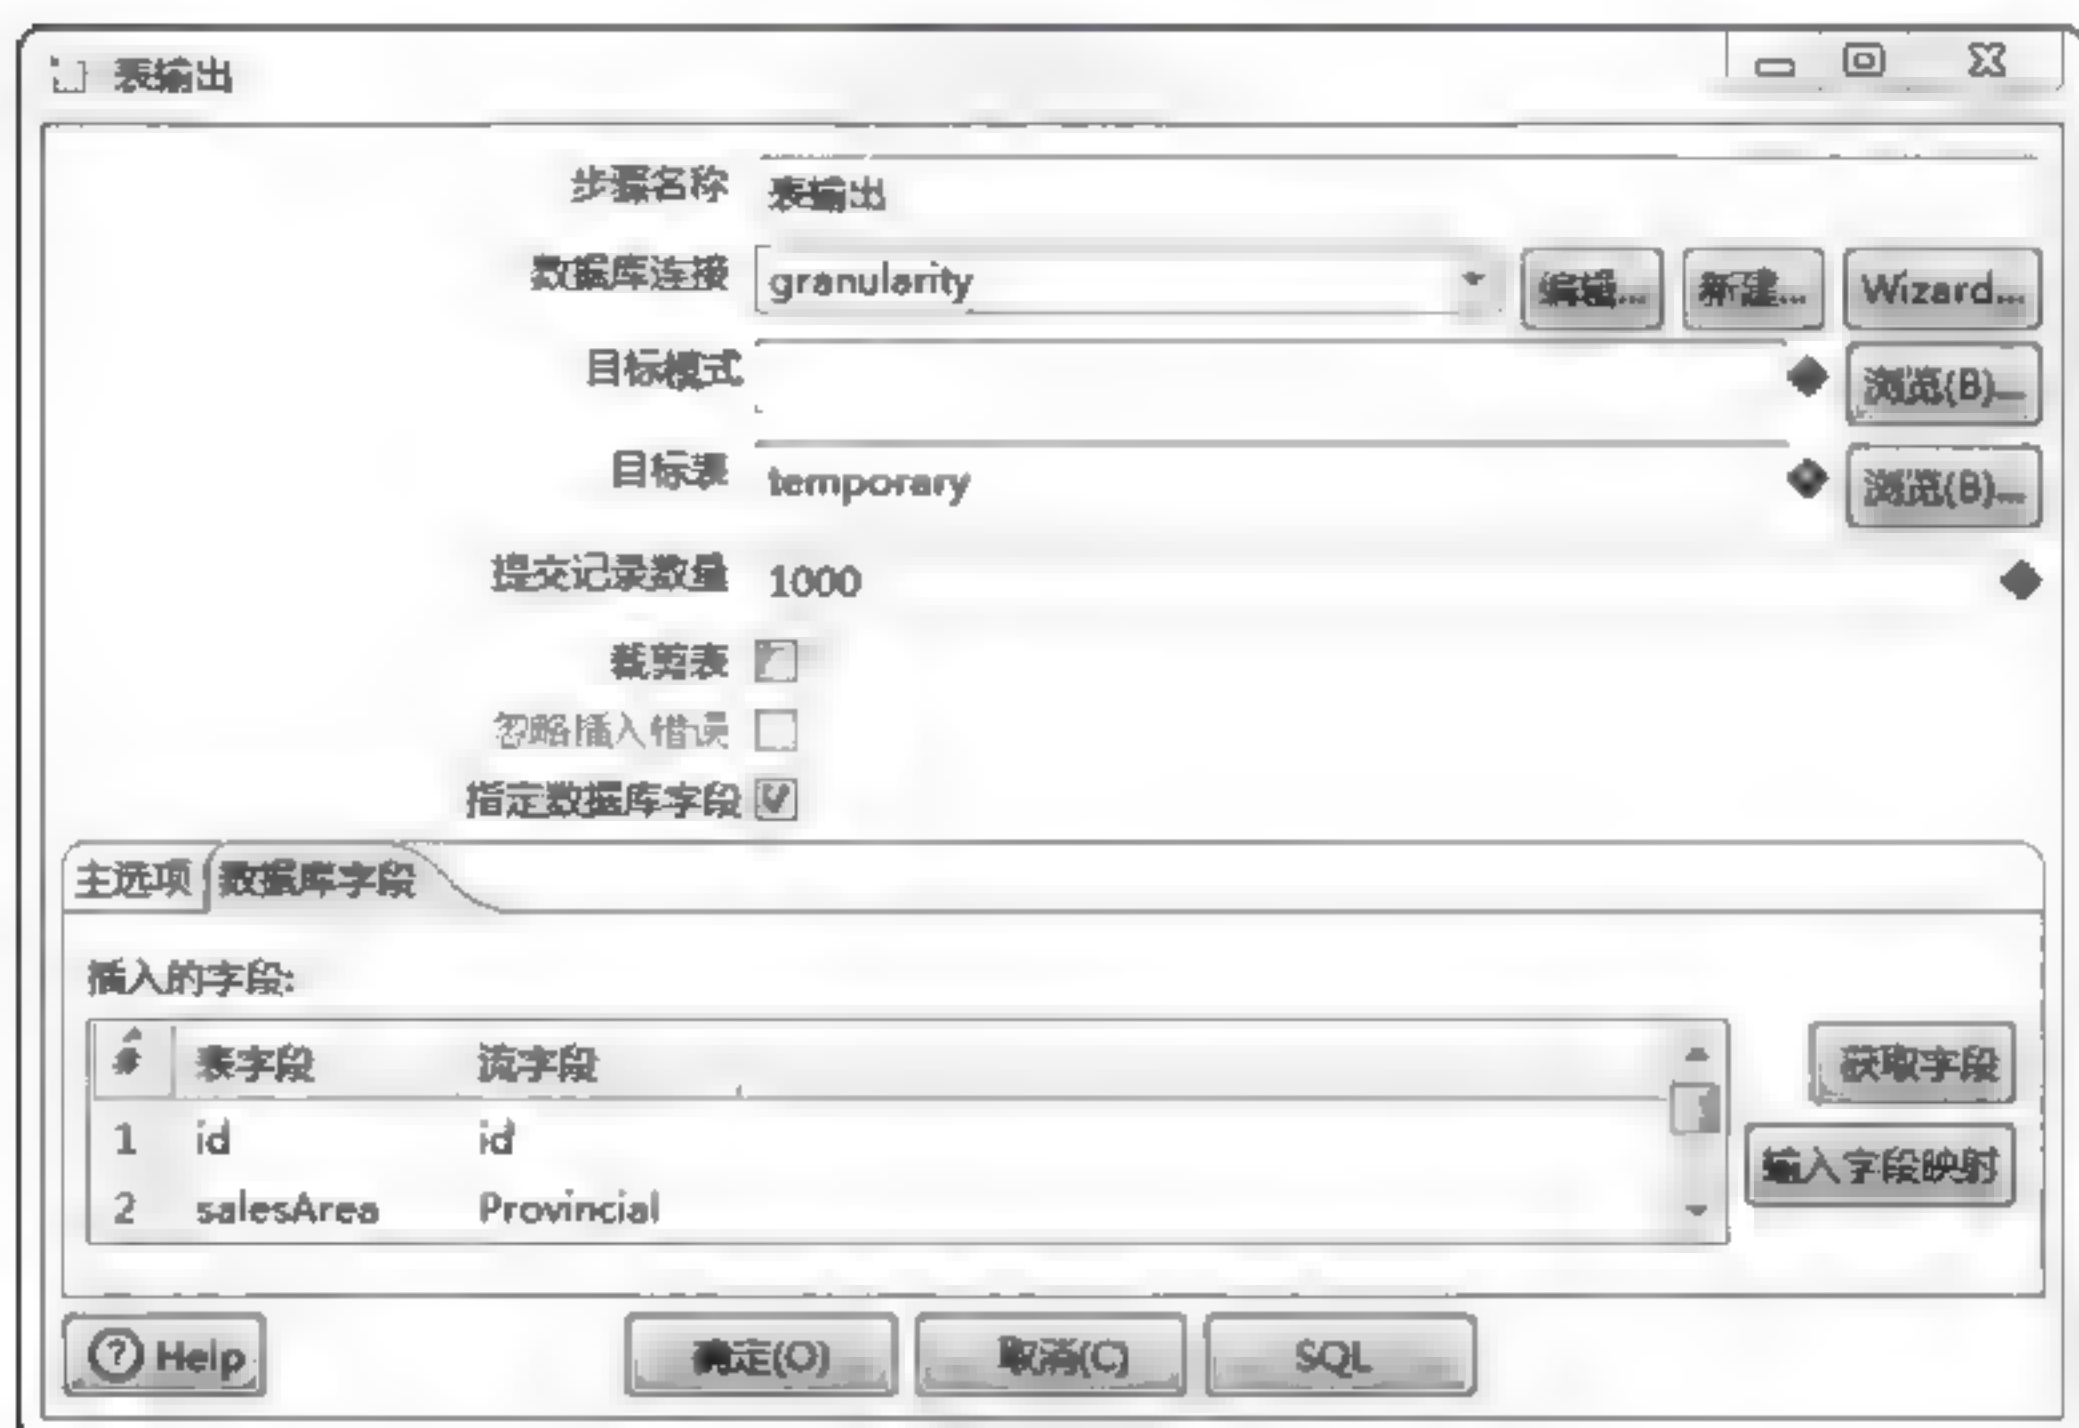 表输出
步骤名称 表输出
数据库连接 granularity 编辑... 新建... Wizard...
目标模式 浏览(B)...
目标表 temporary 浏览(B)...
提交记录数量 1000
裁剪表
忽略插入错误
指定数据库字段
主选项 数据库字段
插入的字段:
# 表字段 流字段 获取字段
1 id id
输入字段映射
2 salesArea Provincial
Help 确定(O) 取消(C) SQL